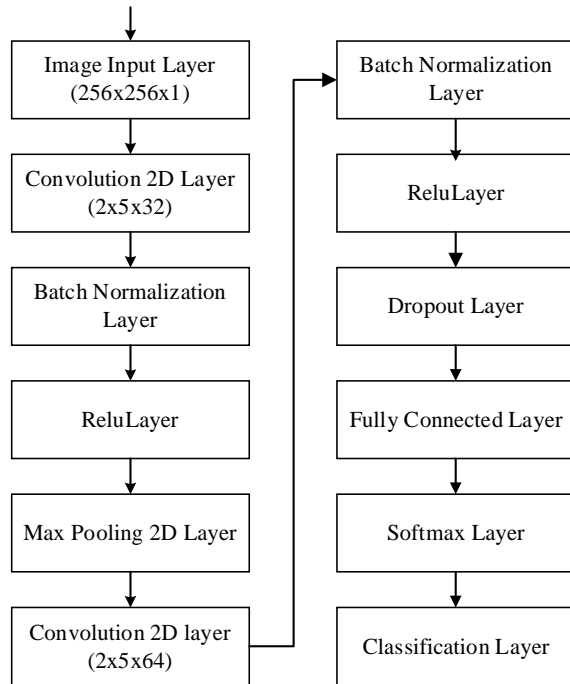 Image Input Layer
(256x256x1)
Convolution 2D Layer
(2x5x32)
Batch Normalization
Layer
ReluLayer
Max Pooling 2D Layer
Convolution 2D layer
(2x5x64)
Batch Normalization
Layer
ReluLayer
Dropout Layer
Fully Connected Layer
Softmax Layer
Classification Layer